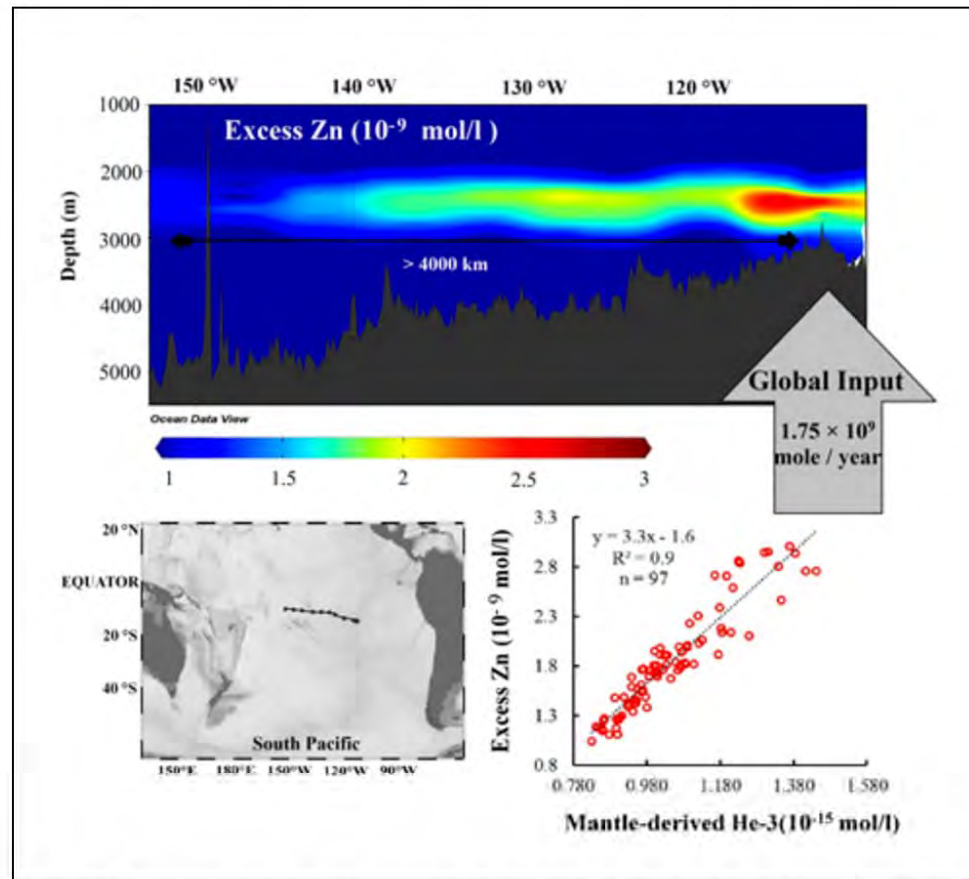 150 °W 140 °W 130 °W 120 °W
1000
Excess Zn (10⁻⁹ mol/l )
2000
Depth (m)
3000
> 4000 km
4000
5000
Global Input
Ocean Data View
1.75 × 10⁹
mole / year
1 1.5 2 2.5 3
20 °N
EQUATOR
20 °S
40 °S
South Pacific
150°E 180°E 150°W 120°W 90°W
3.3
y = 3.3x - 1.6
R² = 0.9
n = 97
2.8
Excess Zn (10⁻ ⁹ mol/l)
2.3
1.8
1.3
0.8
0.780 0.980 1.180 1.380 1.580
Mantle-derived He-3(10⁻¹⁵ mol/l)